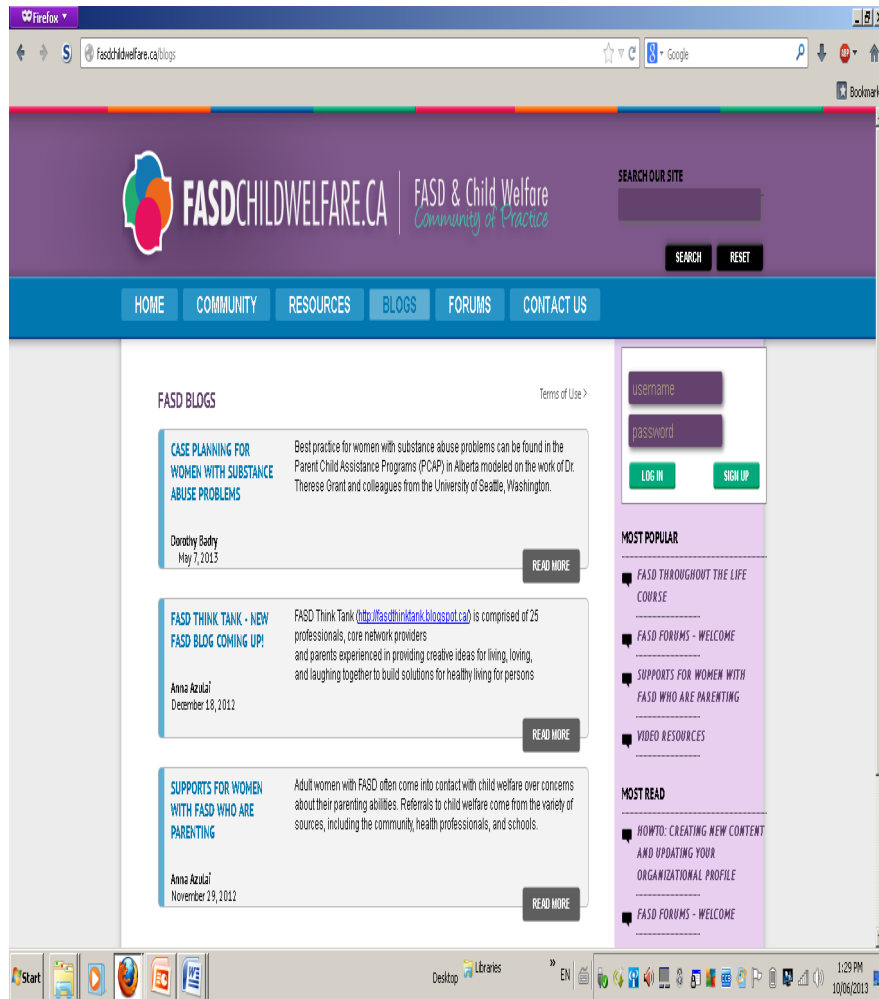 Firefox
fasdchildwelfare.ca/blogs
Google
ABP
Bookmark
FASDCHILDWELFARE.CA
FASD & Child Welfare
Community of Practice
SEARCH OUR SITE
SEARCH RESET
HOME COMMUNITY RESOURCES BLOGS FORUMS CONTACT US
FASD BLOGS
Terms of Use >
CASE PLANNING FOR
WOMEN WITH SUBSTANCE
ABUSE PROBLEMS
Dorothy Badry
May 7, 2013
Best practice for women with substance abuse problems can be found in the
Parent Child Assistance Programs (PCAP) in Alberta modeled on the work of Dr.
Therese Grant and colleagues from the University of Seattle, Washington.
READ MORE
FASD THINK TANK - NEW
FASD BLOG COMING UP!
Anna Azulai
December 18, 2012
FASD Think Tank (http://fasdthinktank.blogspot.ca/) is comprised of 25
professionals, core network providers
and parents experienced in providing creative ideas for living, loving,
and laughing together to build solutions for healthy living for persons
READ MORE
SUPPORTS FOR WOMEN
WITH FASD WHO ARE
PARENTING
Anna Azulai
November 29, 2012
Adult women with FASD often come into contact with child welfare over concerns
about their parenting abilities. Referrals to child welfare come from the variety of
sources, including the community, health professionals, and schools.
READ MORE
username
password
LOG IN SIGN UP
MOST POPULAR
FASD THROUGHOUT THE LIFE
COURSE
FASD FORUMS - WELCOME
SUPPORTS FOR WOMEN WITH
FASD WHO ARE PARENTING
VIDEO RESOURCES
MOST READ
HOWTO: CREATING NEW CONTENT
AND UPDATING YOUR
ORGANIZATIONAL PROFILE
FASD FORUMS - WELCOME
Start
Desktop Libraries » EN
1:29 PM
10/06/2013